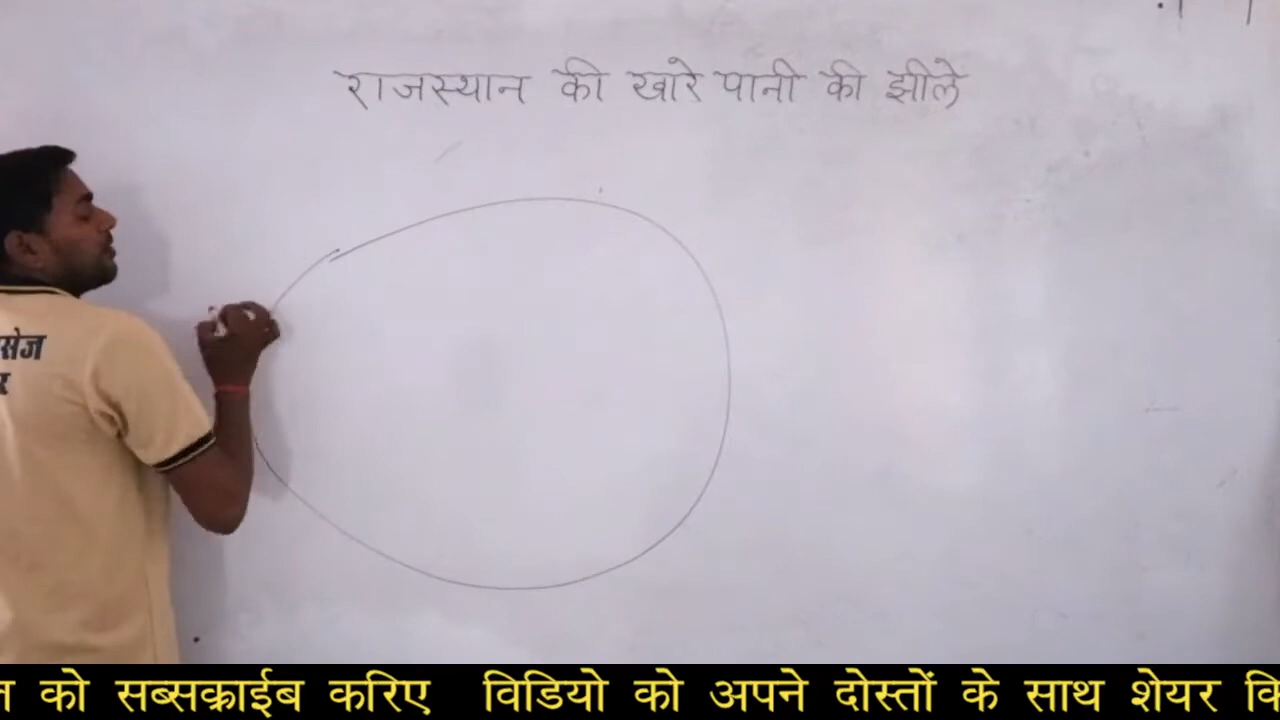 राजस्थान की खारे पानी की झीले
सेज
र
को सब्सक्राईब करिए विडियो को अपने दोस्तों के साथ शेयर